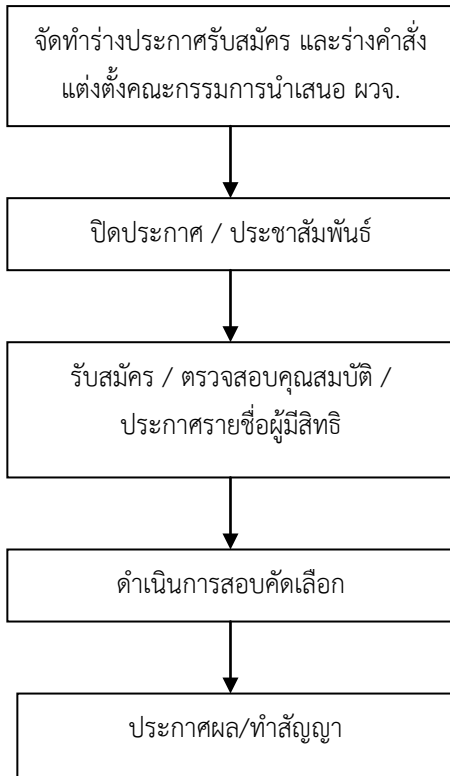 จัดทำร่างประกาศรับสมัคร และร่างคำสั่ง
แต่งตั้งคณะกรรมการนำเสนอ ผวจ.
ปิดประกาศ / ประชาสัมพันธ์
รับสมัคร / ตรวจสอบคุณสมบัติ /
ประกาศรายชื่อผู้มีสิทธิ
ดำเนินการสอบคัดเลือก
ประกาศผล/ทำสัญญา